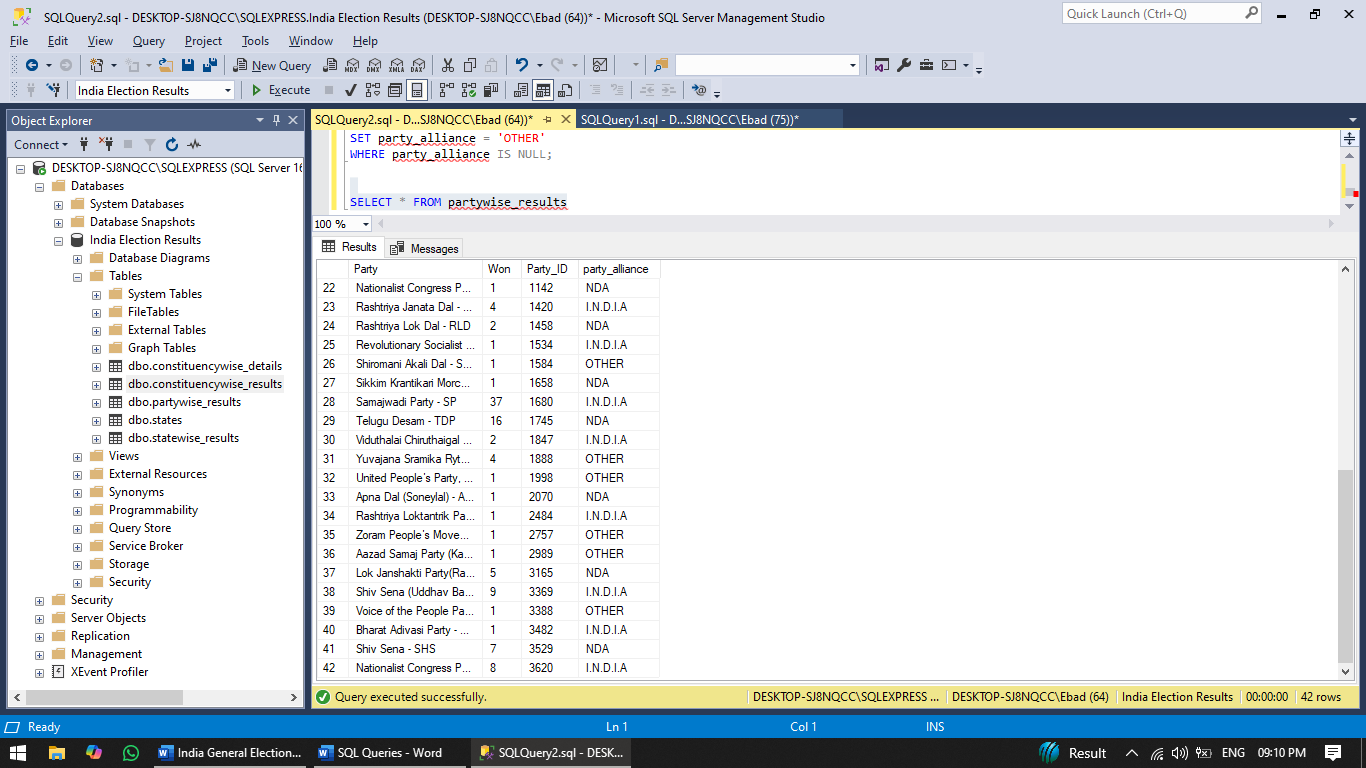 SQLQuery2.sql - DESKTOP-SJ8NQCC\SQLEXPRESS.India Election Results (DESKTOP-SJ8NQCC\Ebad (64))* - Microsoft SQL Server Management Studio
Quick Launch (Ctrl+Q)
File Edit View Query Project Tools Window Help
New Query MDX DMX XMLA DAX
India Election Results Execute
Object Explorer
SQLQuery2.sql - D...SJ8NQCC\Ebad (64))* SQLQuery1.sql - D...SJ8NQCC\Ebad (75))*
Connect
DESKTOP-SJ8NQCC\SQLEXPRESS (SQL Server 16
Databases
System Databases
Database Snapshots
India Election Results
Database Diagrams
Tables
System Tables
FileTables
External Tables
Graph Tables
dbo.constituencywise_details
dbo.constituencywise_results
dbo.partywise_results
dbo.states
dbo.statewise_results
Views
External Resources
Synonyms
Programmability
Query Store
Service Broker
Storage
Security
Security
Server Objects
Replication
Management
XEvent Profiler
SET party_alliance = 'OTHER'
WHERE party_alliance IS NULL;
SELECT * FROM partywise_results
100 %
Results Messages
Party Won Party_ID party_alliance
22 Nationalist Congress P... 1 1142 NDA
23 Rashtriya Janata Dal - ... 4 1420 I.N.D.I.A
24 Rashtriya Lok Dal - RLD 2 1458 NDA
25 Revolutionary Socialist ... 1 1534 I.N.D.I.A
26 Shiromani Akali Dal - S... 1 1584 OTHER
27 Sikkim Krantikari Morc... 1 1658 NDA
28 Samajwadi Party - SP 37 1680 I.N.D.I.A
29 Telugu Desam - TDP 16 1745 NDA
30 Viduthalai Chiruthaigal ... 2 1847 I.N.D.I.A
31 Yuvajana Sramika Ryt... 4 1888 OTHER
32 United People's Party, ... 1 1998 OTHER
33 Apna Dal (Soneylal) - A... 1 2070 NDA
34 Rashtriya Loktantrik Pa... 1 2484 I.N.D.I.A
35 Zoram People's Move... 1 2757 OTHER
36 Aazad Samaj Party (Ka... 1 2989 OTHER
37 Lok Janshakti Party(Ra... 5 3165 NDA
38 Shiv Sena (Uddhav Ba... 9 3369 I.N.D.I.A
39 Voice of the People Pa... 1 3388 OTHER
40 Bharat Adivasi Party - ... 1 3482 I.N.D.I.A
41 Shiv Sena - SHS 7 3529 NDA
42 Nationalist Congress P... 8 3620 I.N.D.I.A
Query executed successfully. DESKTOP-SJ8NQCC\SQLEXPRESS ... DESKTOP-SJ8NQCC\Ebad (64) India Election Results 00:00:00 42 rows
Ready Ln 1 Col 1 INS
India General Election... SQL Queries - Word SQLQuery2.sql - DESK... Result ENG 09:10 PM